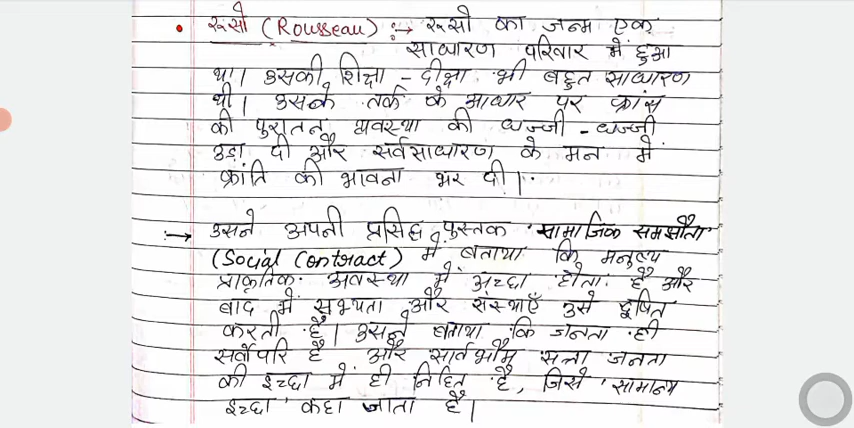 • रूसो (Rousseau) :→ रूसो का जन्म एक
साधारण परिवार में हुआ
था। उसकी शिक्षा - दीक्षा भी बहुत साधारण
थी। उसके तर्क के आधार पर फ्रांस
की पुरातन व्यवस्था की धज्जी - धज्जी
उड़ा दी और सर्वसाधारण के मन में
क्रांति की भावना भर दी।
:→ उसने अपनी प्रसिद्ध पुस्तक 'सामाजिक समझौता'
(Social Contract) में बताया कि मनुष्य
प्राकृतिक अवस्था में अच्छा होता है और
बाद में सभ्यता और संस्थाएँ उसे दूषित
करती है। उसने बताया कि जनता ही
सर्वोपरि है और सार्वभौम सत्ता जनता
की इच्छा में ही निहित है, जिसे 'सामान्य
इच्छा' कहा जाता है।